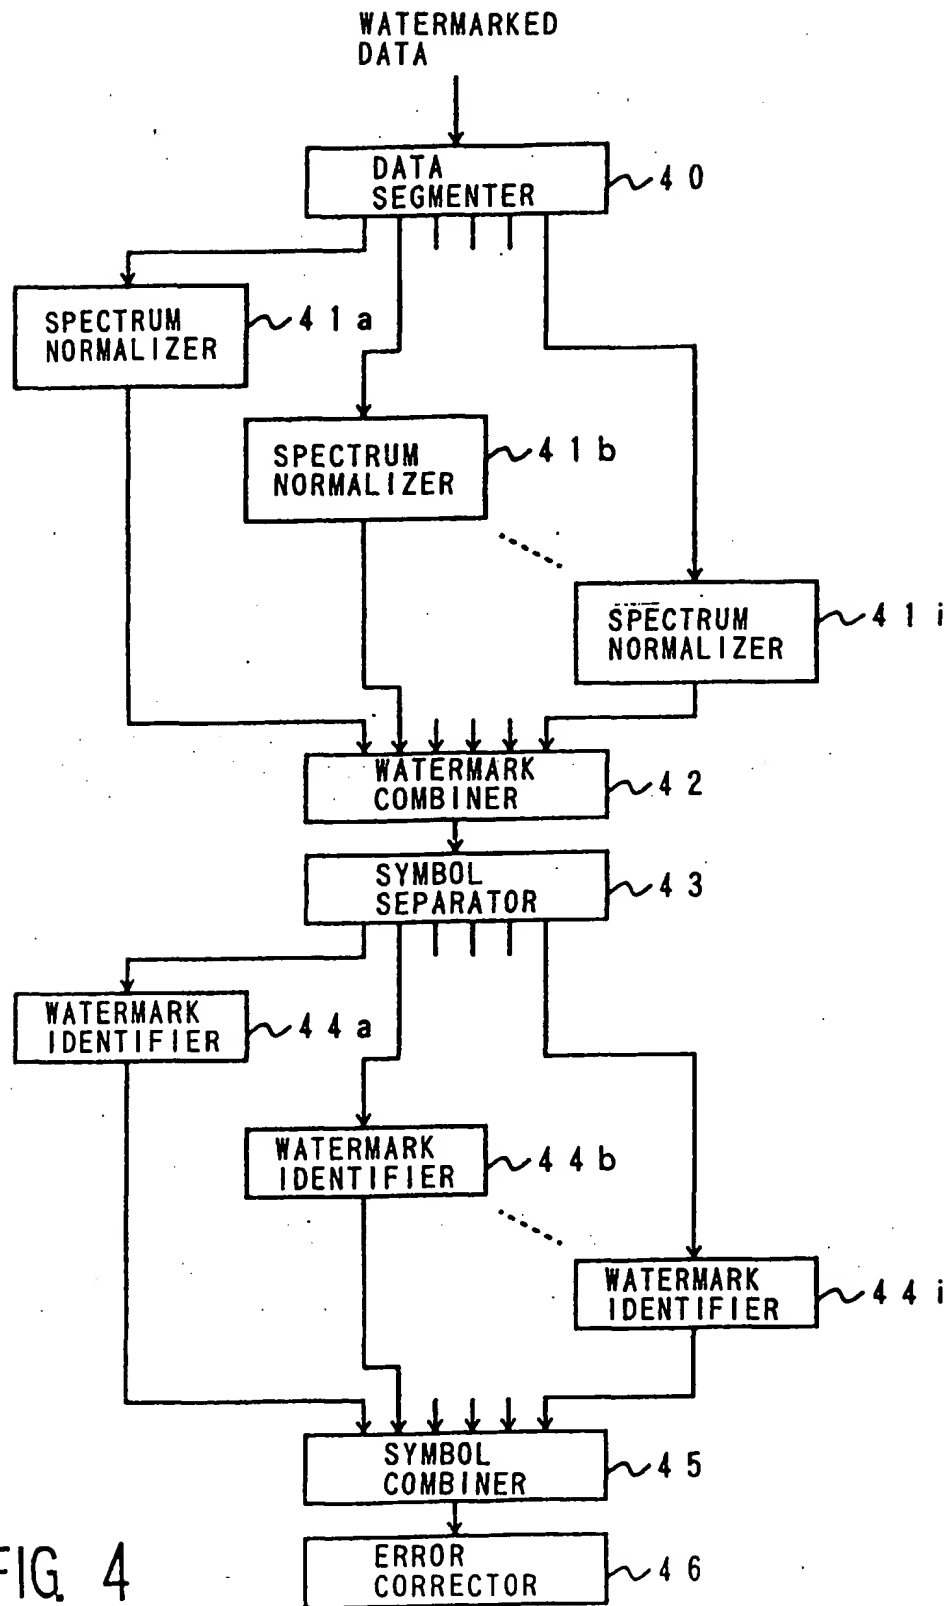 WATERMARKED
DATA
DATA
SEGMENTER
40
SPECTRUM
NORMALIZER
41a
SPECTRUM
NORMALIZER
41b
SPECTRUM
NORMALIZER
41i
WATERMARK
COMBINER
42
SYMBOL
SEPARATOR
43
WATERMARK
IDENTIFIER
44a
WATERMARK
IDENTIFIER
44b
WATERMARK
IDENTIFIER
44i
SYMBOL
COMBINER
45
ERROR
CORRECTOR
46
FIG. 4